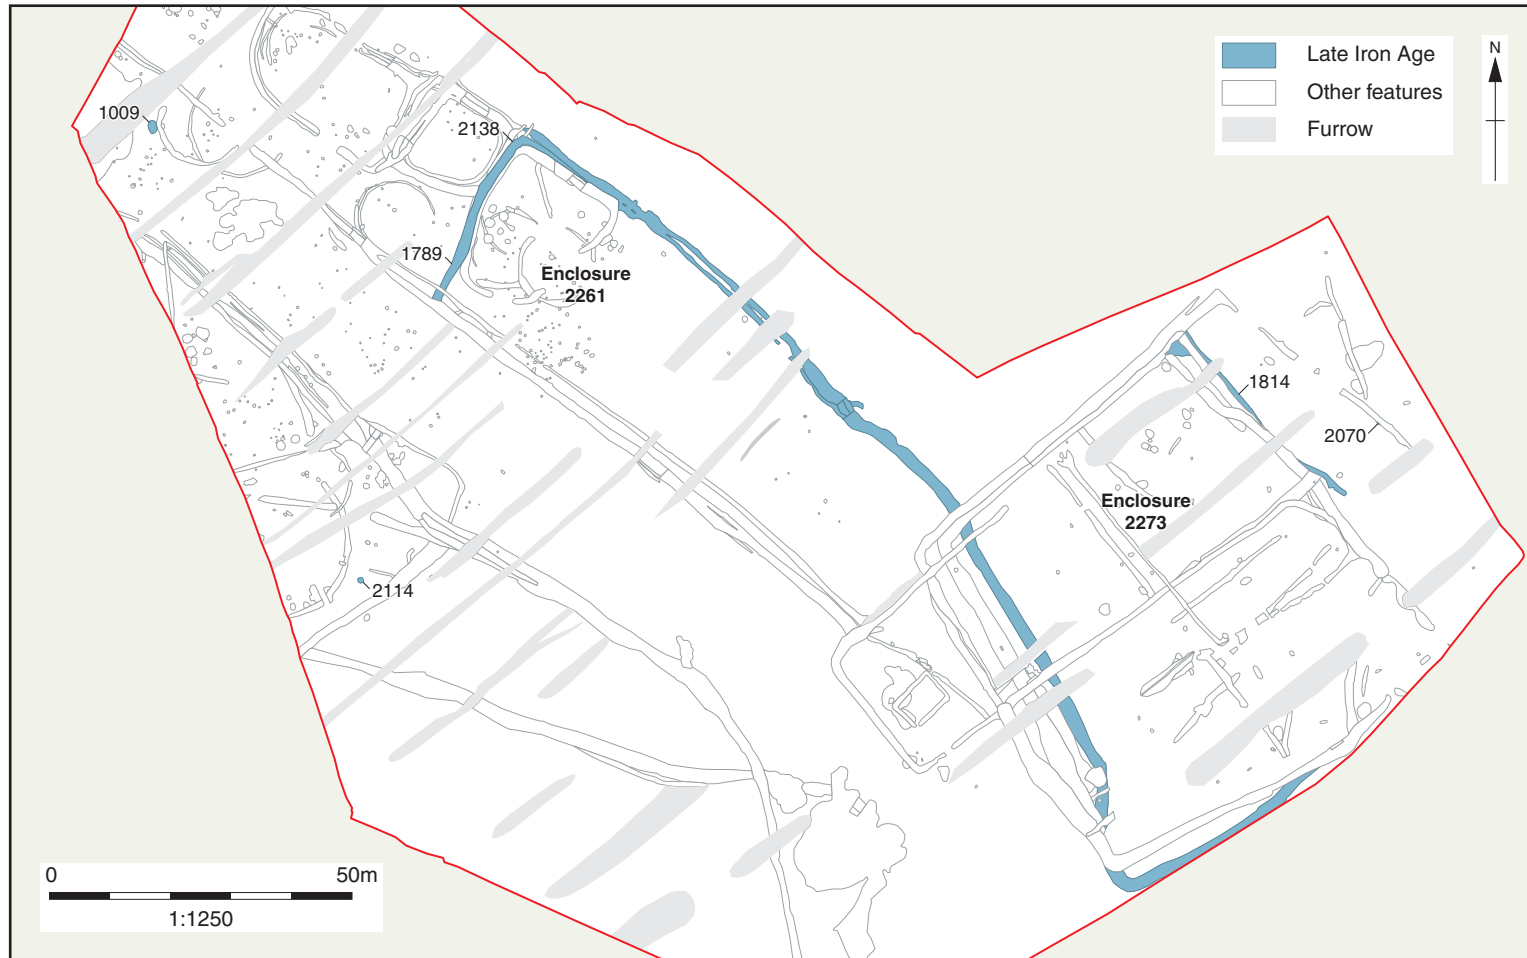 Late Iron Age
Other features
Furrow
N
1009
2138
1789
Enclosure
2261
1814
2070
Enclosure
2273
2114
0 50m
1:1250